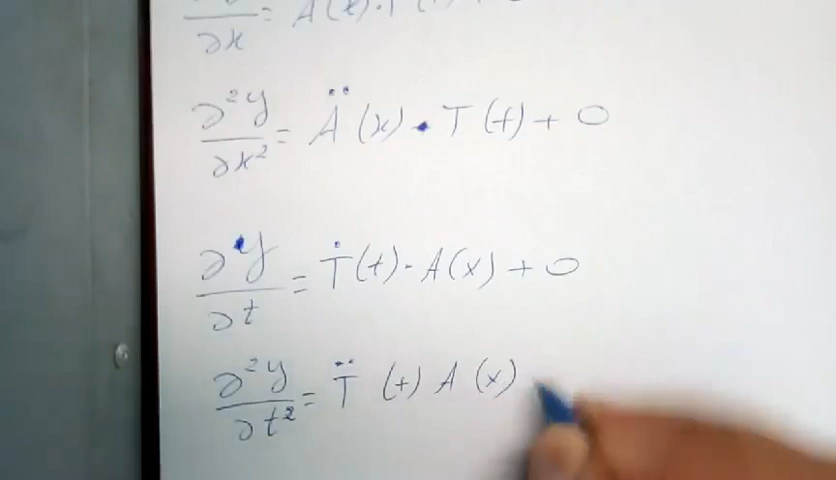 ∂x = A(x).T
∂²y/∂x² = Ä(x) · T(t) + 0
∂y/∂t = Ṫ(t) - A(x) + 0
∂²y/∂t² = T̈ (t) A (x)